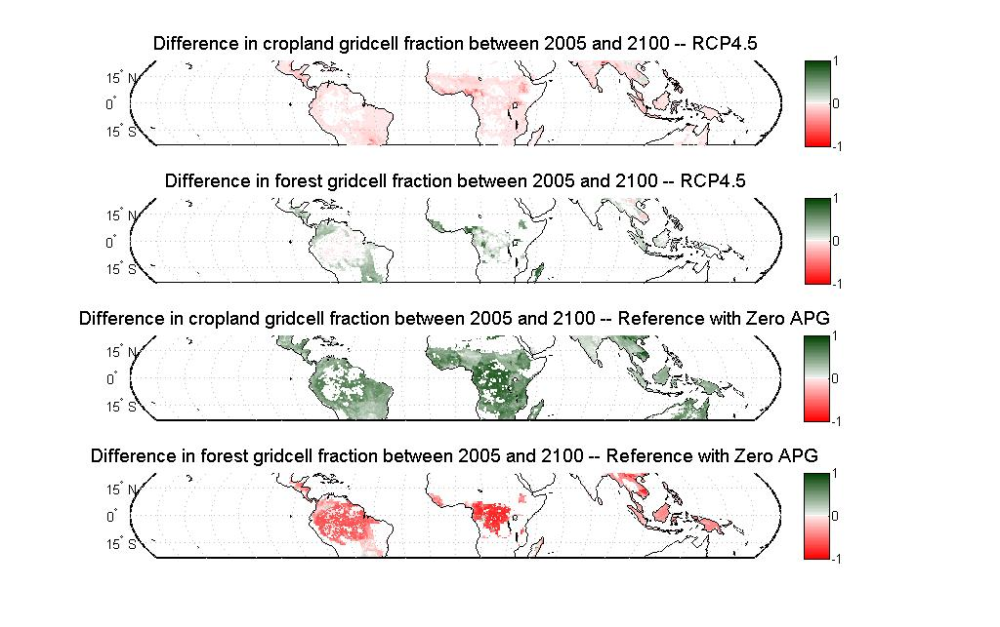 Difference in cropland gridcell fraction between 2005 and 2100 -- RCP4.5
15° N
0°
15° S
1
0
-1
Difference in forest gridcell fraction between 2005 and 2100 -- RCP4.5
15° N
0°
15° S
1
0
-1
Difference in cropland gridcell fraction between 2005 and 2100 -- Reference with Zero APG
15° N
0°
15° S
1
0
-1
Difference in forest gridcell fraction between 2005 and 2100 -- Reference with Zero APG
15° N
0°
15° S
1
0
-1